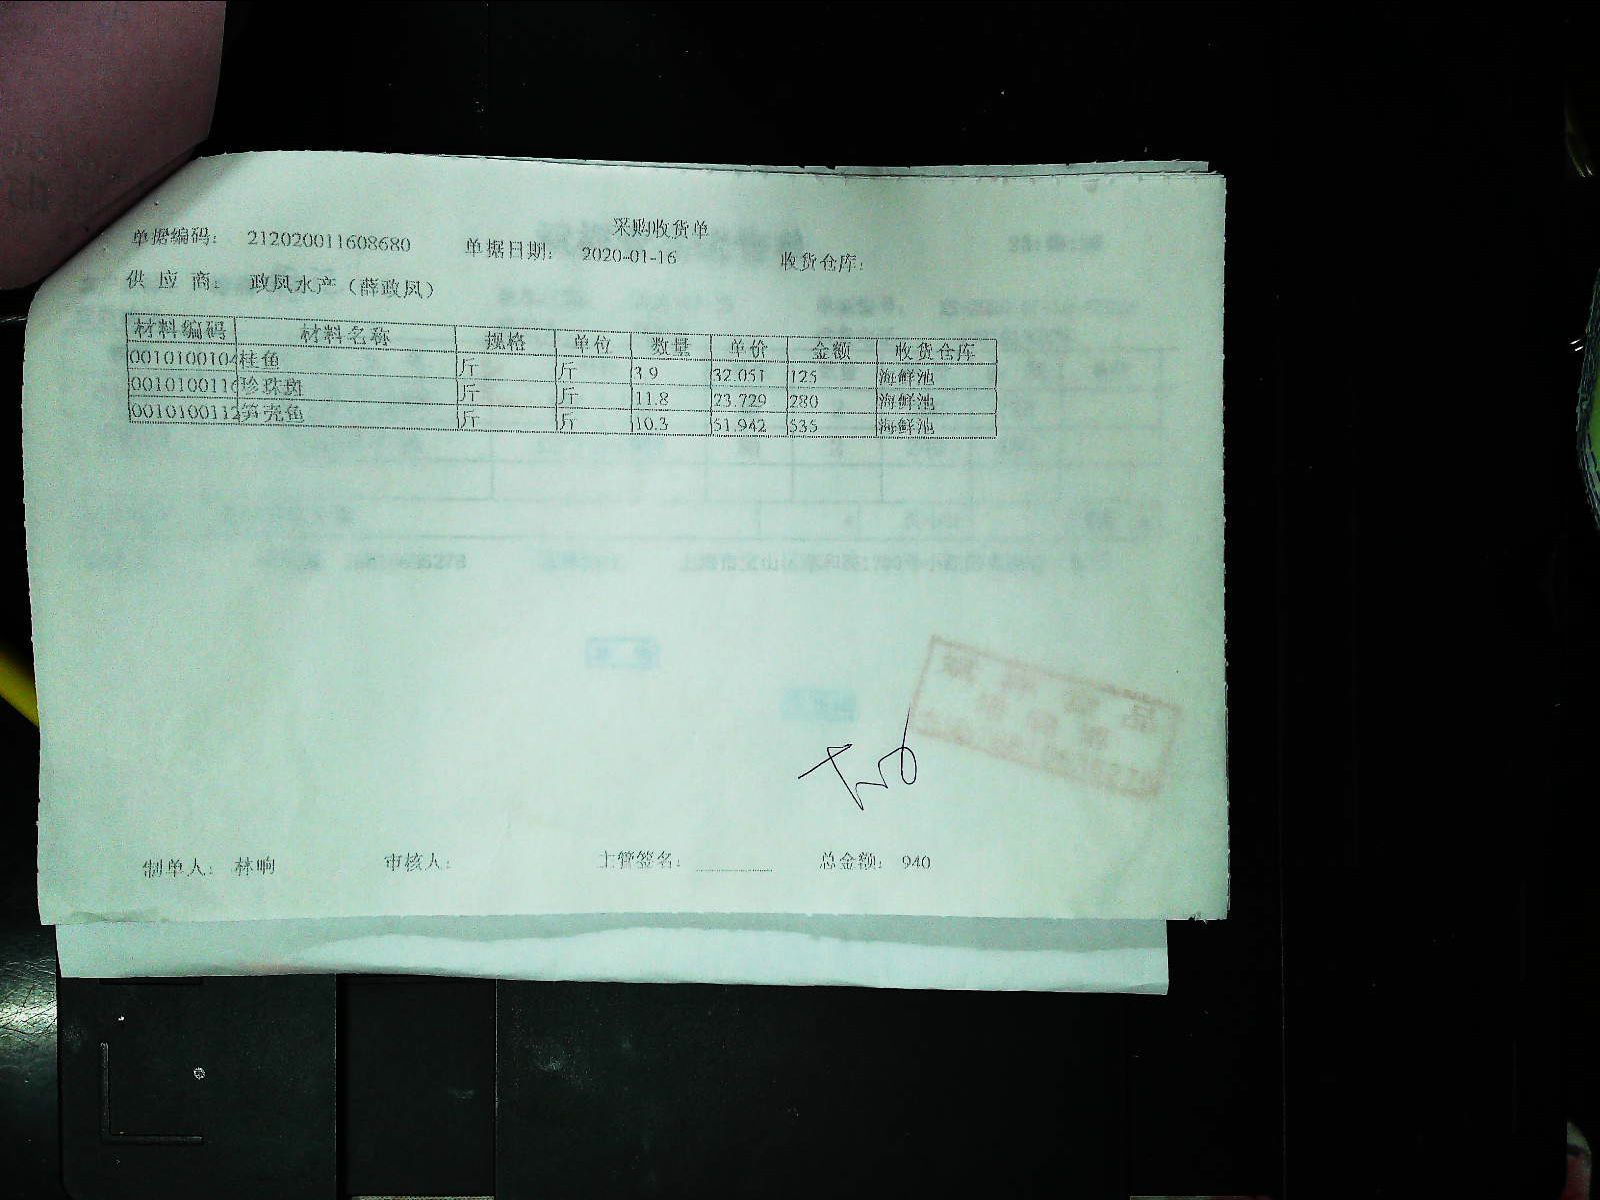 采购收货单
单据编码： 212020011608680 单据日期： 2020-01-16 收货仓库：
供 应 商： 政凤水产（薛政凤）
材料编码 材料名称 规格 单位 数量 单价 金额 收货仓库
0010100104 桂鱼 斤 斤 3.9 32.051 125 海鲜池
0010100116 珍珠斑 斤 斤 11.8 23.729 280 海鲜池
0010100112 笋壳鱼 斤 斤 10.3 51.942 535 海鲜池
制单人： 林响 审核人： 主管签名： 总金额： 940